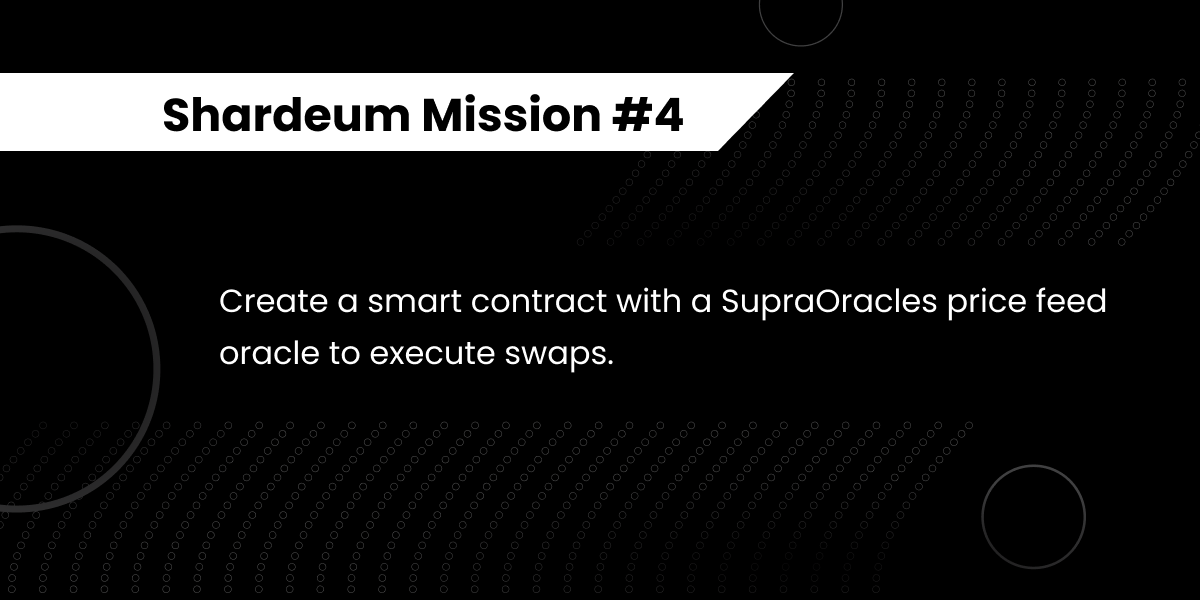 Shardeum Mission #4
Create a smart contract with a SupraOracles price feed
oracle to execute swaps.